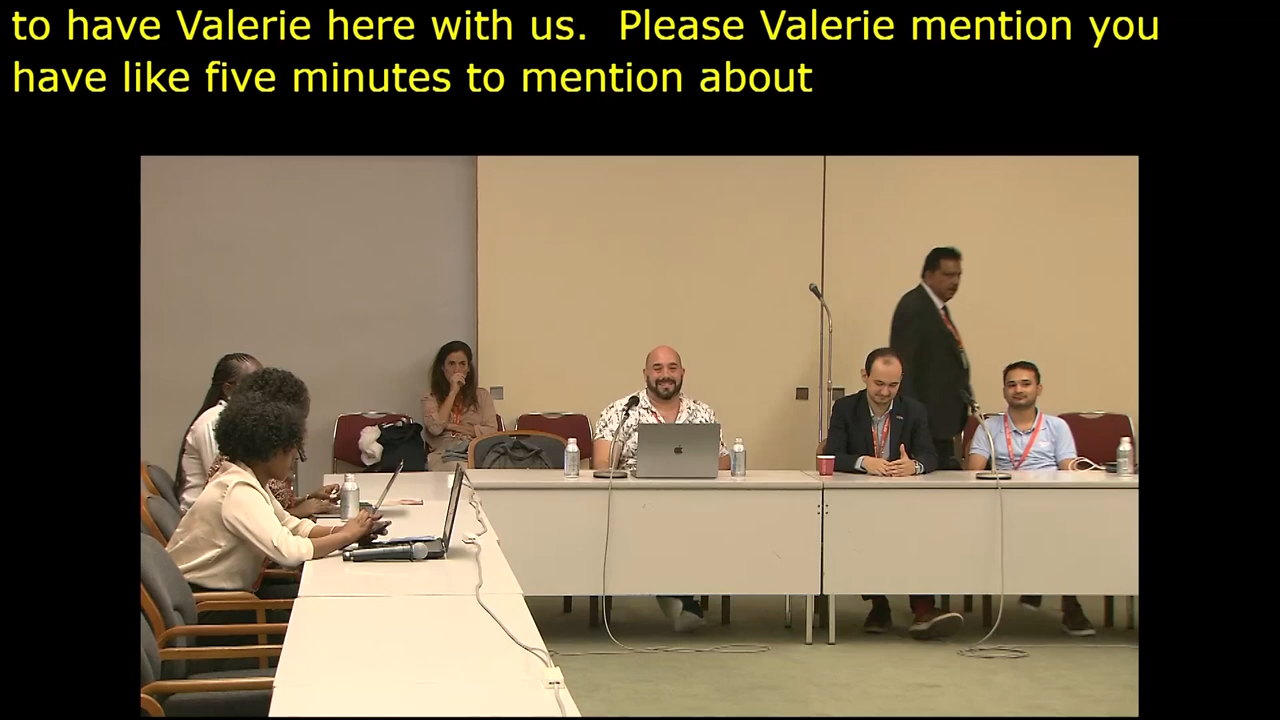 to have Valerie here with us.  Please Valerie mention you
have like five minutes to mention about